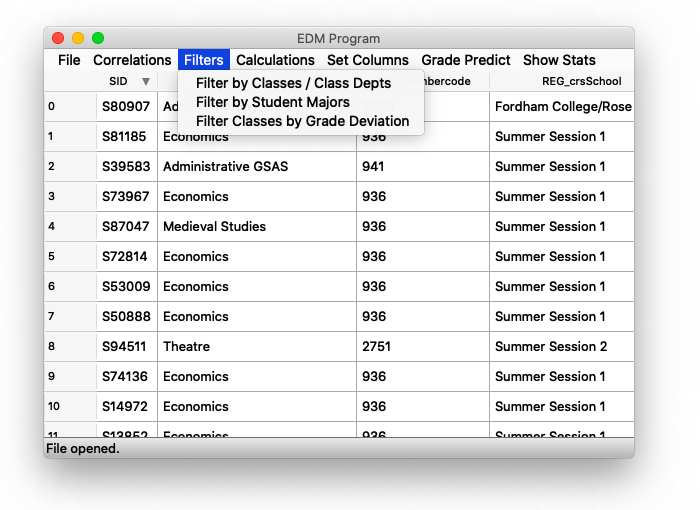 EDM Program
File Correlations Filters Calculations Set Columns Grade Predict Show Stats
SID REG_crsSchool
Filter by Classes / Class Depts
Filter by Student Majors
Filter Classes by Grade Deviation
0 S80907 Fordham College/Rose
1 S81185 Economics 936 Summer Session 1
2 S39583 Administrative GSAS 941 Summer Session 1
3 S73967 Economics 936 Summer Session 1
4 S87047 Medieval Studies 936 Summer Session 1
5 S72814 Economics 936 Summer Session 1
6 S53009 Economics 936 Summer Session 1
7 S50888 Economics 936 Summer Session 1
8 S94511 Theatre 2751 Summer Session 2
9 S74136 Economics 936 Summer Session 1
10 S14972 Economics 936 Summer Session 1
11 S13852 Economics 936 Summer Session 1
File opened.